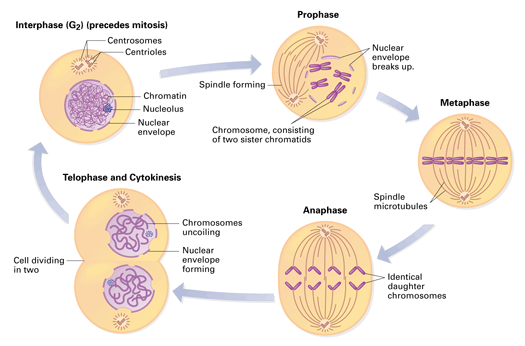 Interphase (G2) (precedes mitosis)
Centrosomes
Centrioles
Chromatin
Nucleolus
Nuclear
envelope
Prophase
Nuclear
envelope
breaks up.
Spindle forming
Chromosome, consisting
of two sister chromatids
Metaphase
Spindle
microtubules
Anaphase
Identical
daughter
chromosomes
Telophase and Cytokinesis
Chromosomes
uncoiling
Nuclear
envelope
forming
Cell dividing
in two